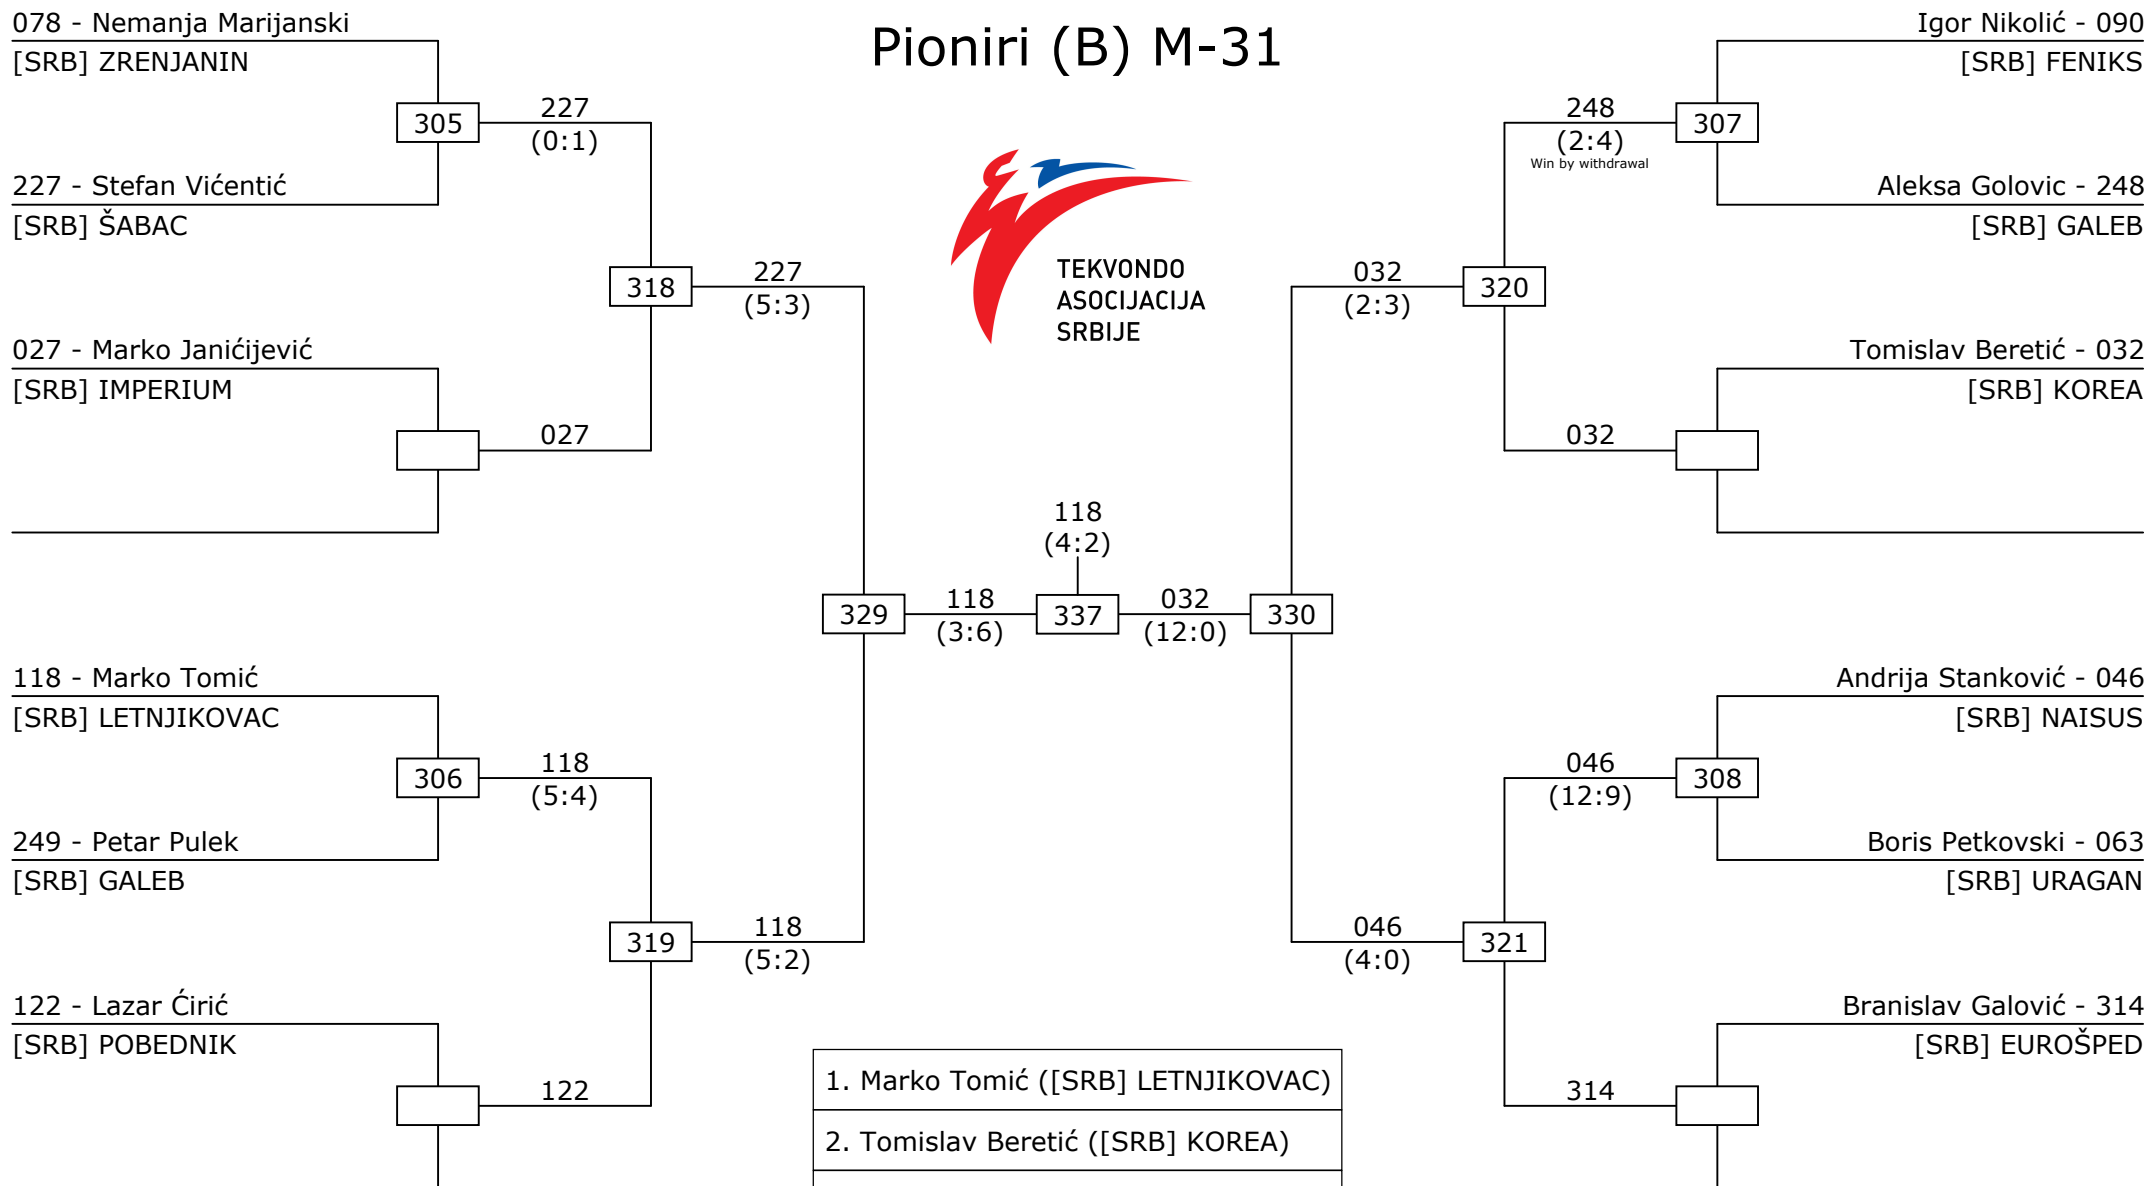 Pioniri (B) M-31
078 - Nemanja Marijanski
[SRB] ZRENJANIN
305
227
(0:1)
227 - Stefan Vićentić
[SRB] ŠABAC
318
227
(5:3)
027 - Marko Janićijević
[SRB] IMPERIUM
027
118 - Marko Tomić
[SRB] LETNJIKOVAC
306
118
(5:4)
249 - Petar Pulek
[SRB] GALEB
319
118
(5:2)
122 - Lazar Ćirić
[SRB] POBEDNIK
122
329
118
(3:6)
TEKVONDO
ASOCIJACIJA
SRBIJE
118
(4:2)
337
032
(12:0)
330
Igor Nikolić - 090
[SRB] FENIKS
248
(2:4)
Win by withdrawal
307
Aleksa Golovic - 248
[SRB] GALEB
032
(2:3)
320
Tomislav Beretić - 032
[SRB] KOREA
032
Andrija Stanković - 046
[SRB] NAISUS
046
(12:9)
308
Boris Petkovski - 063
[SRB] URAGAN
046
(4:0)
321
Branislav Galović - 314
[SRB] EUROŠPED
314
1. Marko Tomić ([SRB] LETNJIKOVAC)
2. Tomislav Beretić ([SRB] KOREA)